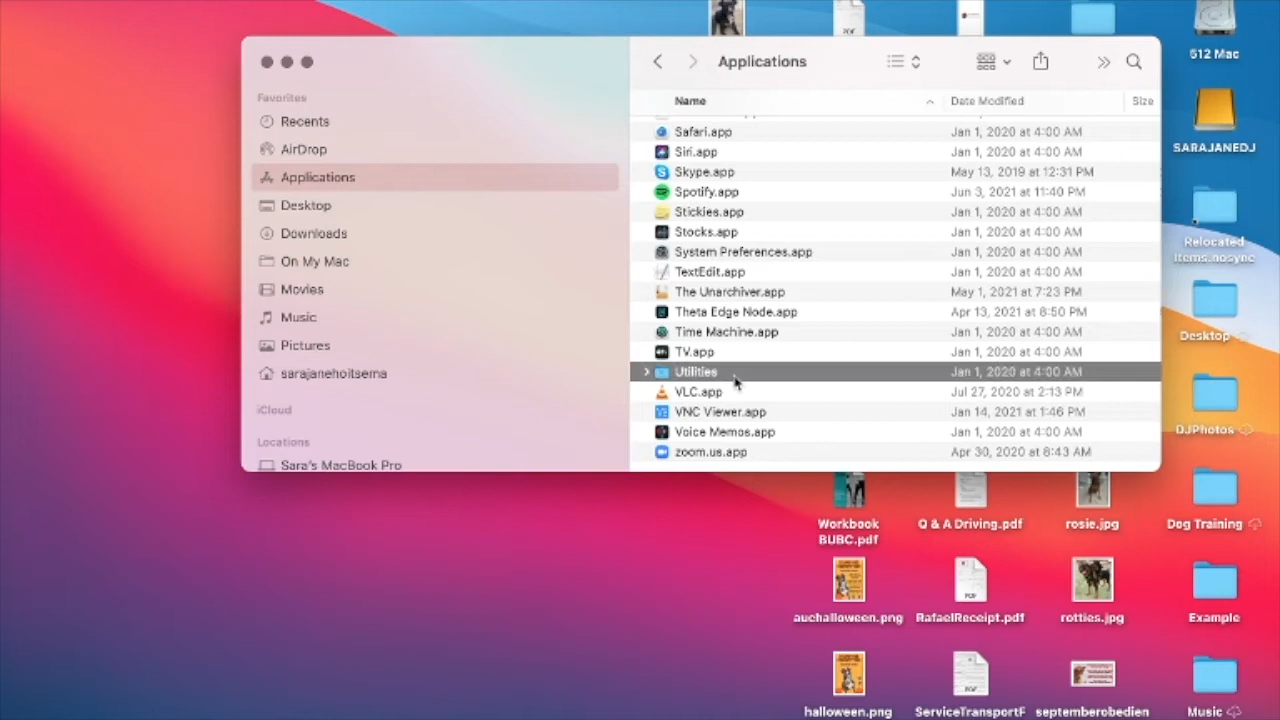 512 Mac
SARAJANEDJ
Relocated
Items.nosync
Desktop
DJPhotos
Dog Training
Example
Music
Applications
Favorites
Recents
AirDrop
Applications
Desktop
Downloads
On My Mac
Movies
Music
Pictures
sarajanehoitsema
iCloud
Locations
Sara's MacBook Pro
Name Date Modified Size
Safari.app Jan 1, 2020 at 4:00 AM
Siri.app Jan 1, 2020 at 4:00 AM
Skype.app May 13, 2019 at 12:31 PM
Spotify.app Jun 3, 2021 at 11:40 PM
Stickies.app Jan 1, 2020 at 4:00 AM
Stocks.app Jan 1, 2020 at 4:00 AM
System Preferences.app Jan 1, 2020 at 4:00 AM
TextEdit.app Jan 1, 2020 at 4:00 AM
The Unarchiver.app May 1, 2021 at 7:23 PM
Theta Edge Node.app Apr 13, 2021 at 8:50 PM
Time Machine.app Jan 1, 2020 at 4:00 AM
TV.app Jan 1, 2020 at 4:00 AM
Utilities Jan 1, 2020 at 4:00 AM
VLC.app Jul 27, 2020 at 2:13 PM
VNC Viewer.app Jan 14, 2021 at 1:46 PM
Voice Memos.app Jan 1, 2020 at 4:00 AM
zoom.us.app Apr 30, 2020 at 8:43 AM
Workbook
BUBC.pdf
Q & A Driving.pdf
rosie.jpg
auchalloween.png
RafaelReceipt.pdf
rotties.jpg
halloween.png
ServiceTransportF
septemberobedien
PDF
PDF
PDF